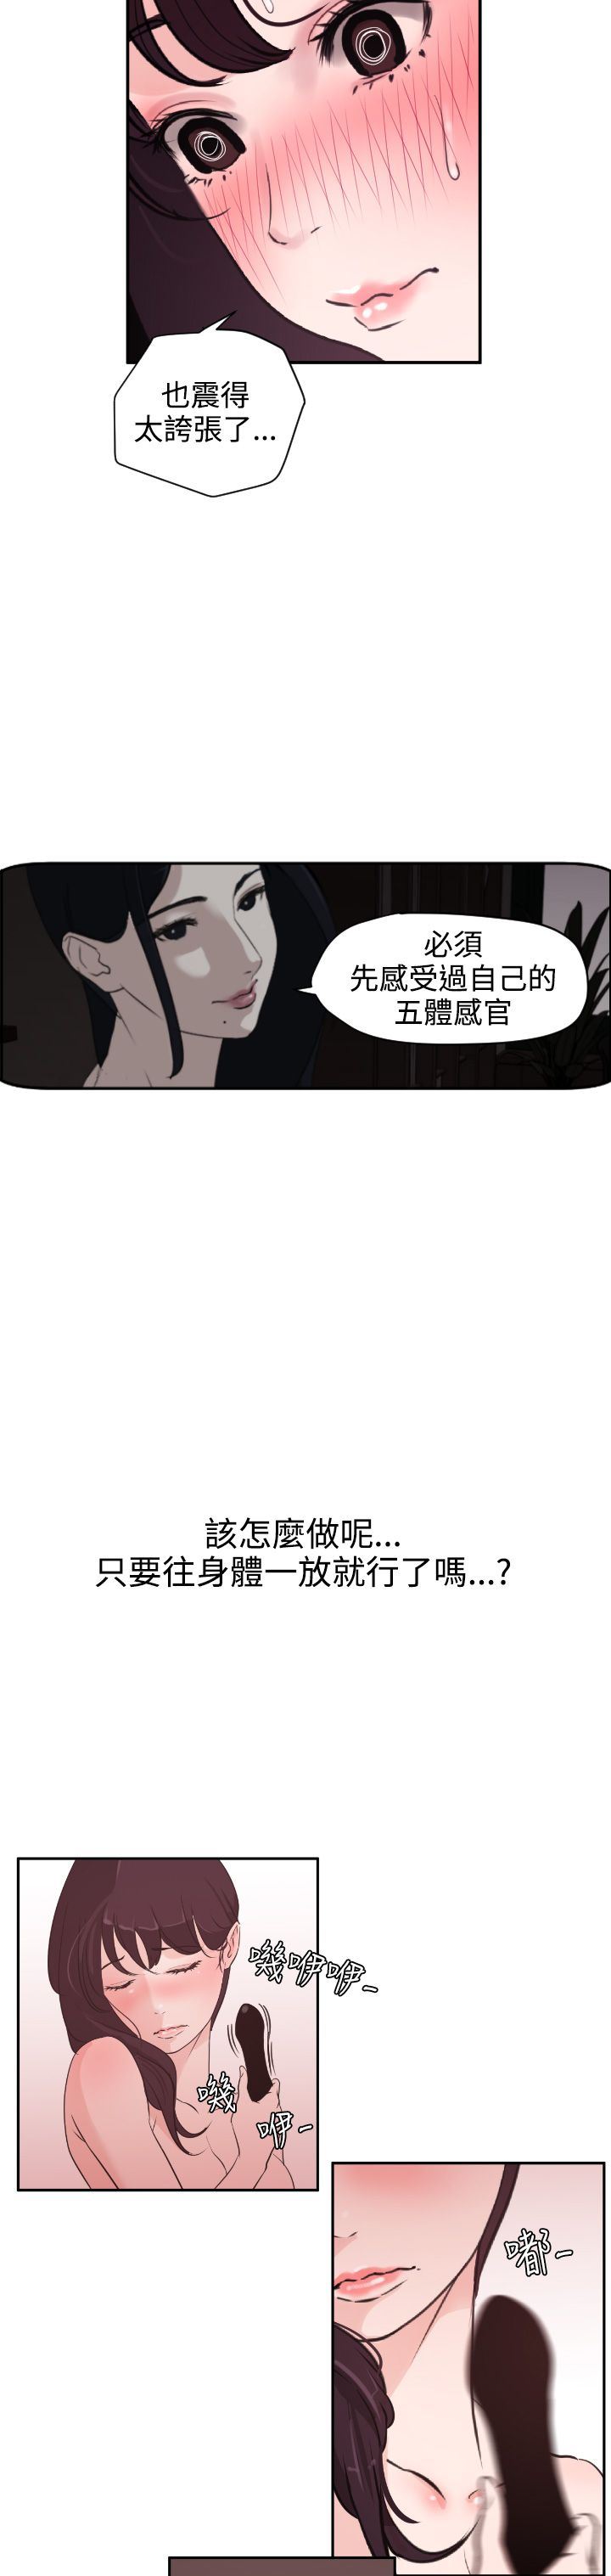 也震得
太誇張了...
必須
先感受過自己的
五體感官
該怎麼做呢...
只要往身體一放就行了嗎...?
嘰咿咿-
嘰
咿-
嘟-